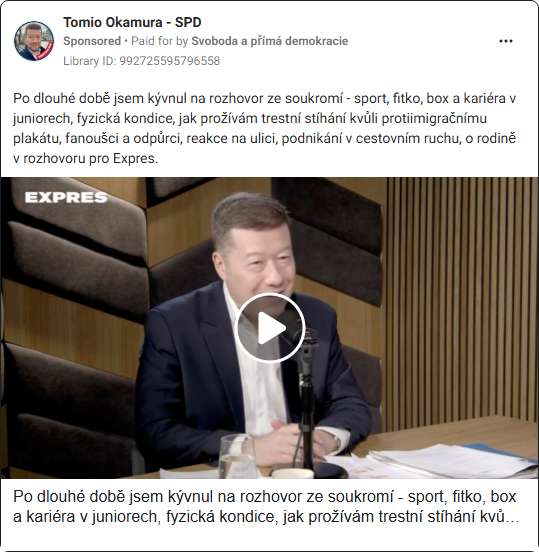 Tomio Okamura - SPD
Sponsored • Paid for by Svoboda a přímá demokracie
Library ID: 992725595796558
Po dlouhé době jsem kývnul na rozhovor ze soukromí - sport, fitko, box a kariéra v
juniorech, fyzická kondice, jak prožívám trestní stíhání kvůli protiimigračnímu
plakátu, fanoušci a odpůrci, reakce na ulici, podnikání v cestovním ruchu, o rodině
v rozhovoru pro Expres.
EXPRES
Po dlouhé době jsem kývnul na rozhovor ze soukromí - sport, fitko, box
a kariéra v juniorech, fyzická kondice, jak prožívám trestní stíhání kvů...